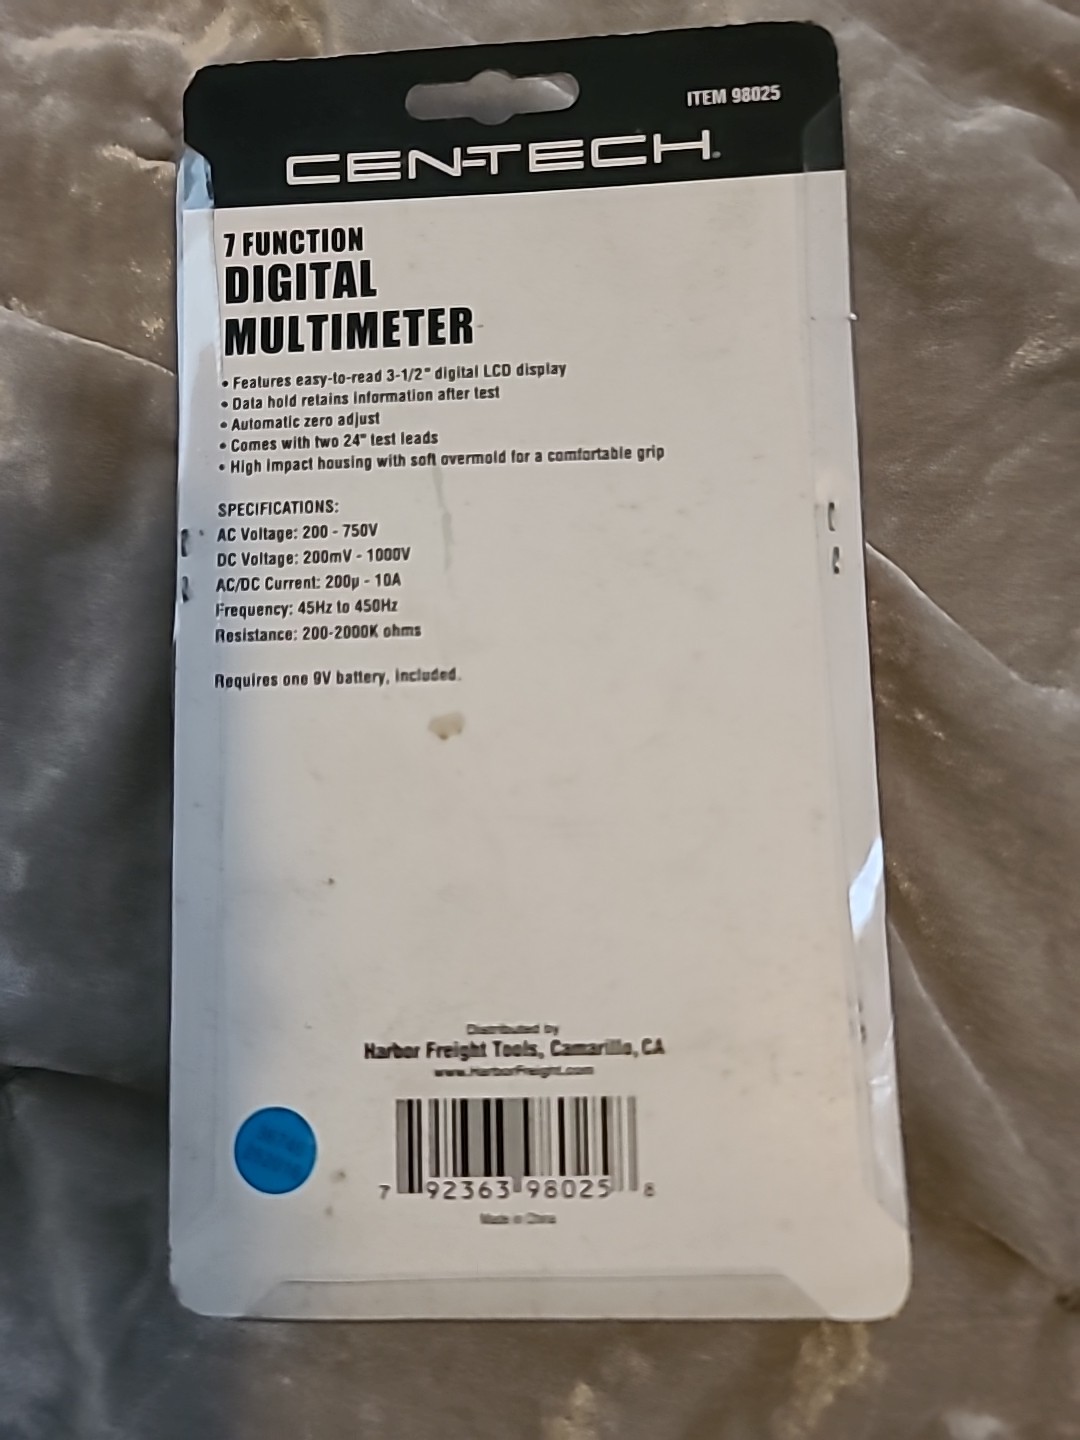 ITEM 98025
CEN-TECH.
7 FUNCTION
DIGITAL
MULTIMETER
• Features easy-to-read 3-1/2" digital LCD display
• Data hold retains information after test
• Automatic zero adjust
• Comes with two 24" test leads
• High impact housing with soft overmold for a comfortable grip
SPECIFICATIONS:
AC Voltage: 200 - 750V
DC Voltage: 200mV - 1000V
AC/DC Current: 200µ - 10A
Frequency: 45Hz to 450Hz
Resistance: 200-2000K ohms
Requires one 9V battery, included.
Distributed by
Harbor Freight Tools, Camarillo, CA
www.HarborFreight.com
7 92363 98025 8
Made in China